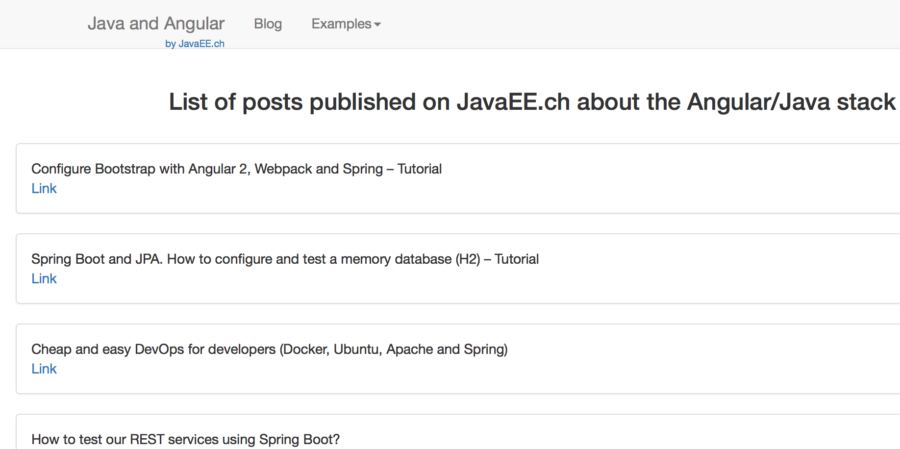 Java and Angular Blog Examples
by JavaEE.ch
List of posts published on JavaEE.ch about the Angular/Java stack
Configure Bootstrap with Angular 2, Webpack and Spring – Tutorial
Link
Spring Boot and JPA. How to configure and test a memory database (H2) – Tutorial
Link
Cheap and easy DevOps for developers (Docker, Ubuntu, Apache and Spring)
Link
How to test our REST services using Spring Boot?